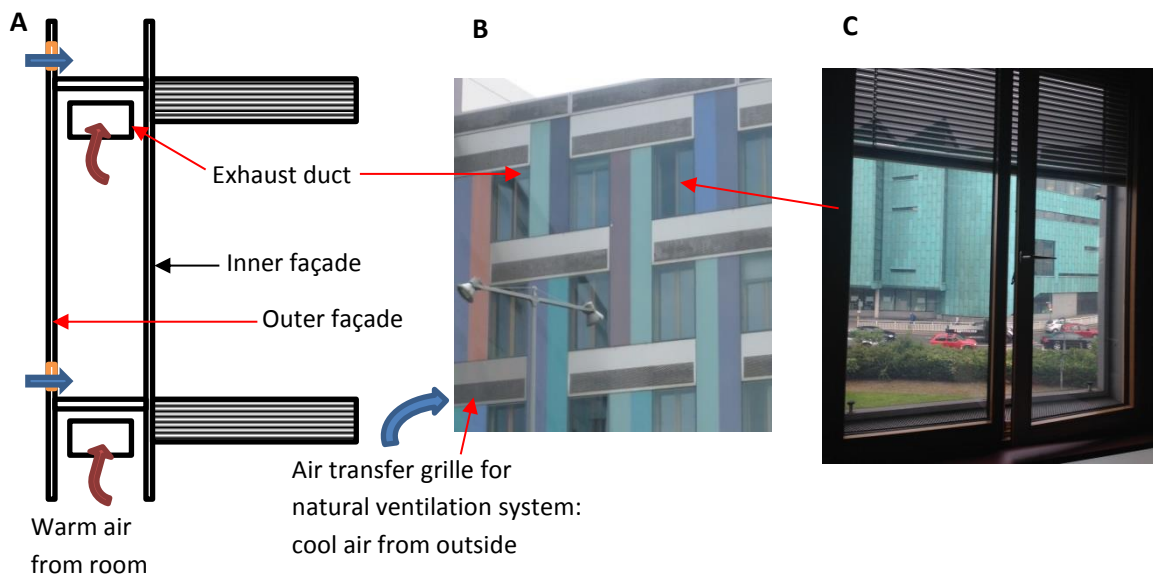 A
B
C
Exhaust duct
Inner façade
Outer façade
Air transfer grille for
natural ventilation system:
cool air from outside
Warm air
from room